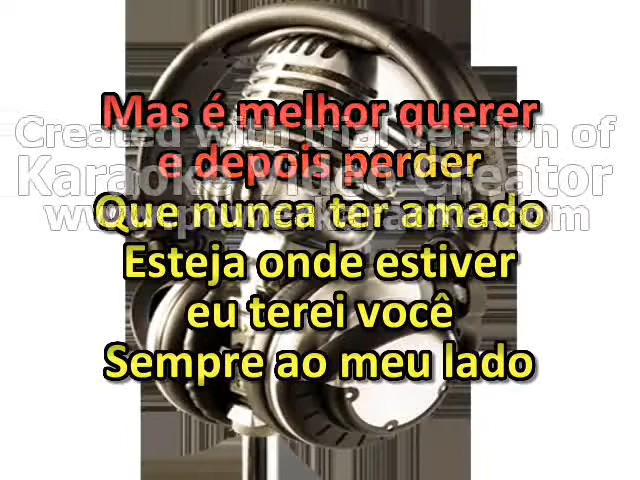 Mas é melhor querer
Created with trial version of
e depois perder
Karaoke Video Creator
Que nunca ter amado
Esteja onde estiver
eu terei você
Sempre ao meu lado